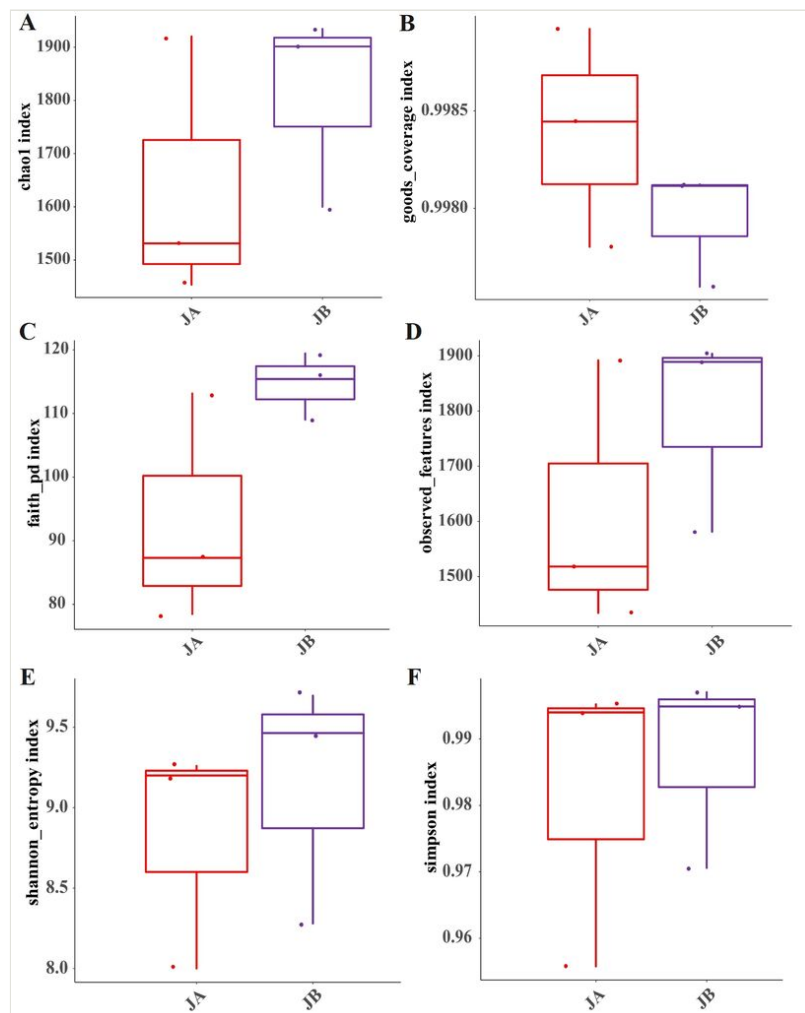 A
chao1 index
1900
1800
1700
1600
1500
JA
JB
B
goods_coverage index
0.9985
0.9980
JA
JB
C
faith_pd index
120
110
100
90
80
JA
JB
D
observed_features index
1900
1800
1700
1600
1500
JA
JB
E
shannon_entropy index
9.5
9.0
8.5
8.0
JA
JB
F
simpson index
0.99
0.98
0.97
0.96
JA
JB